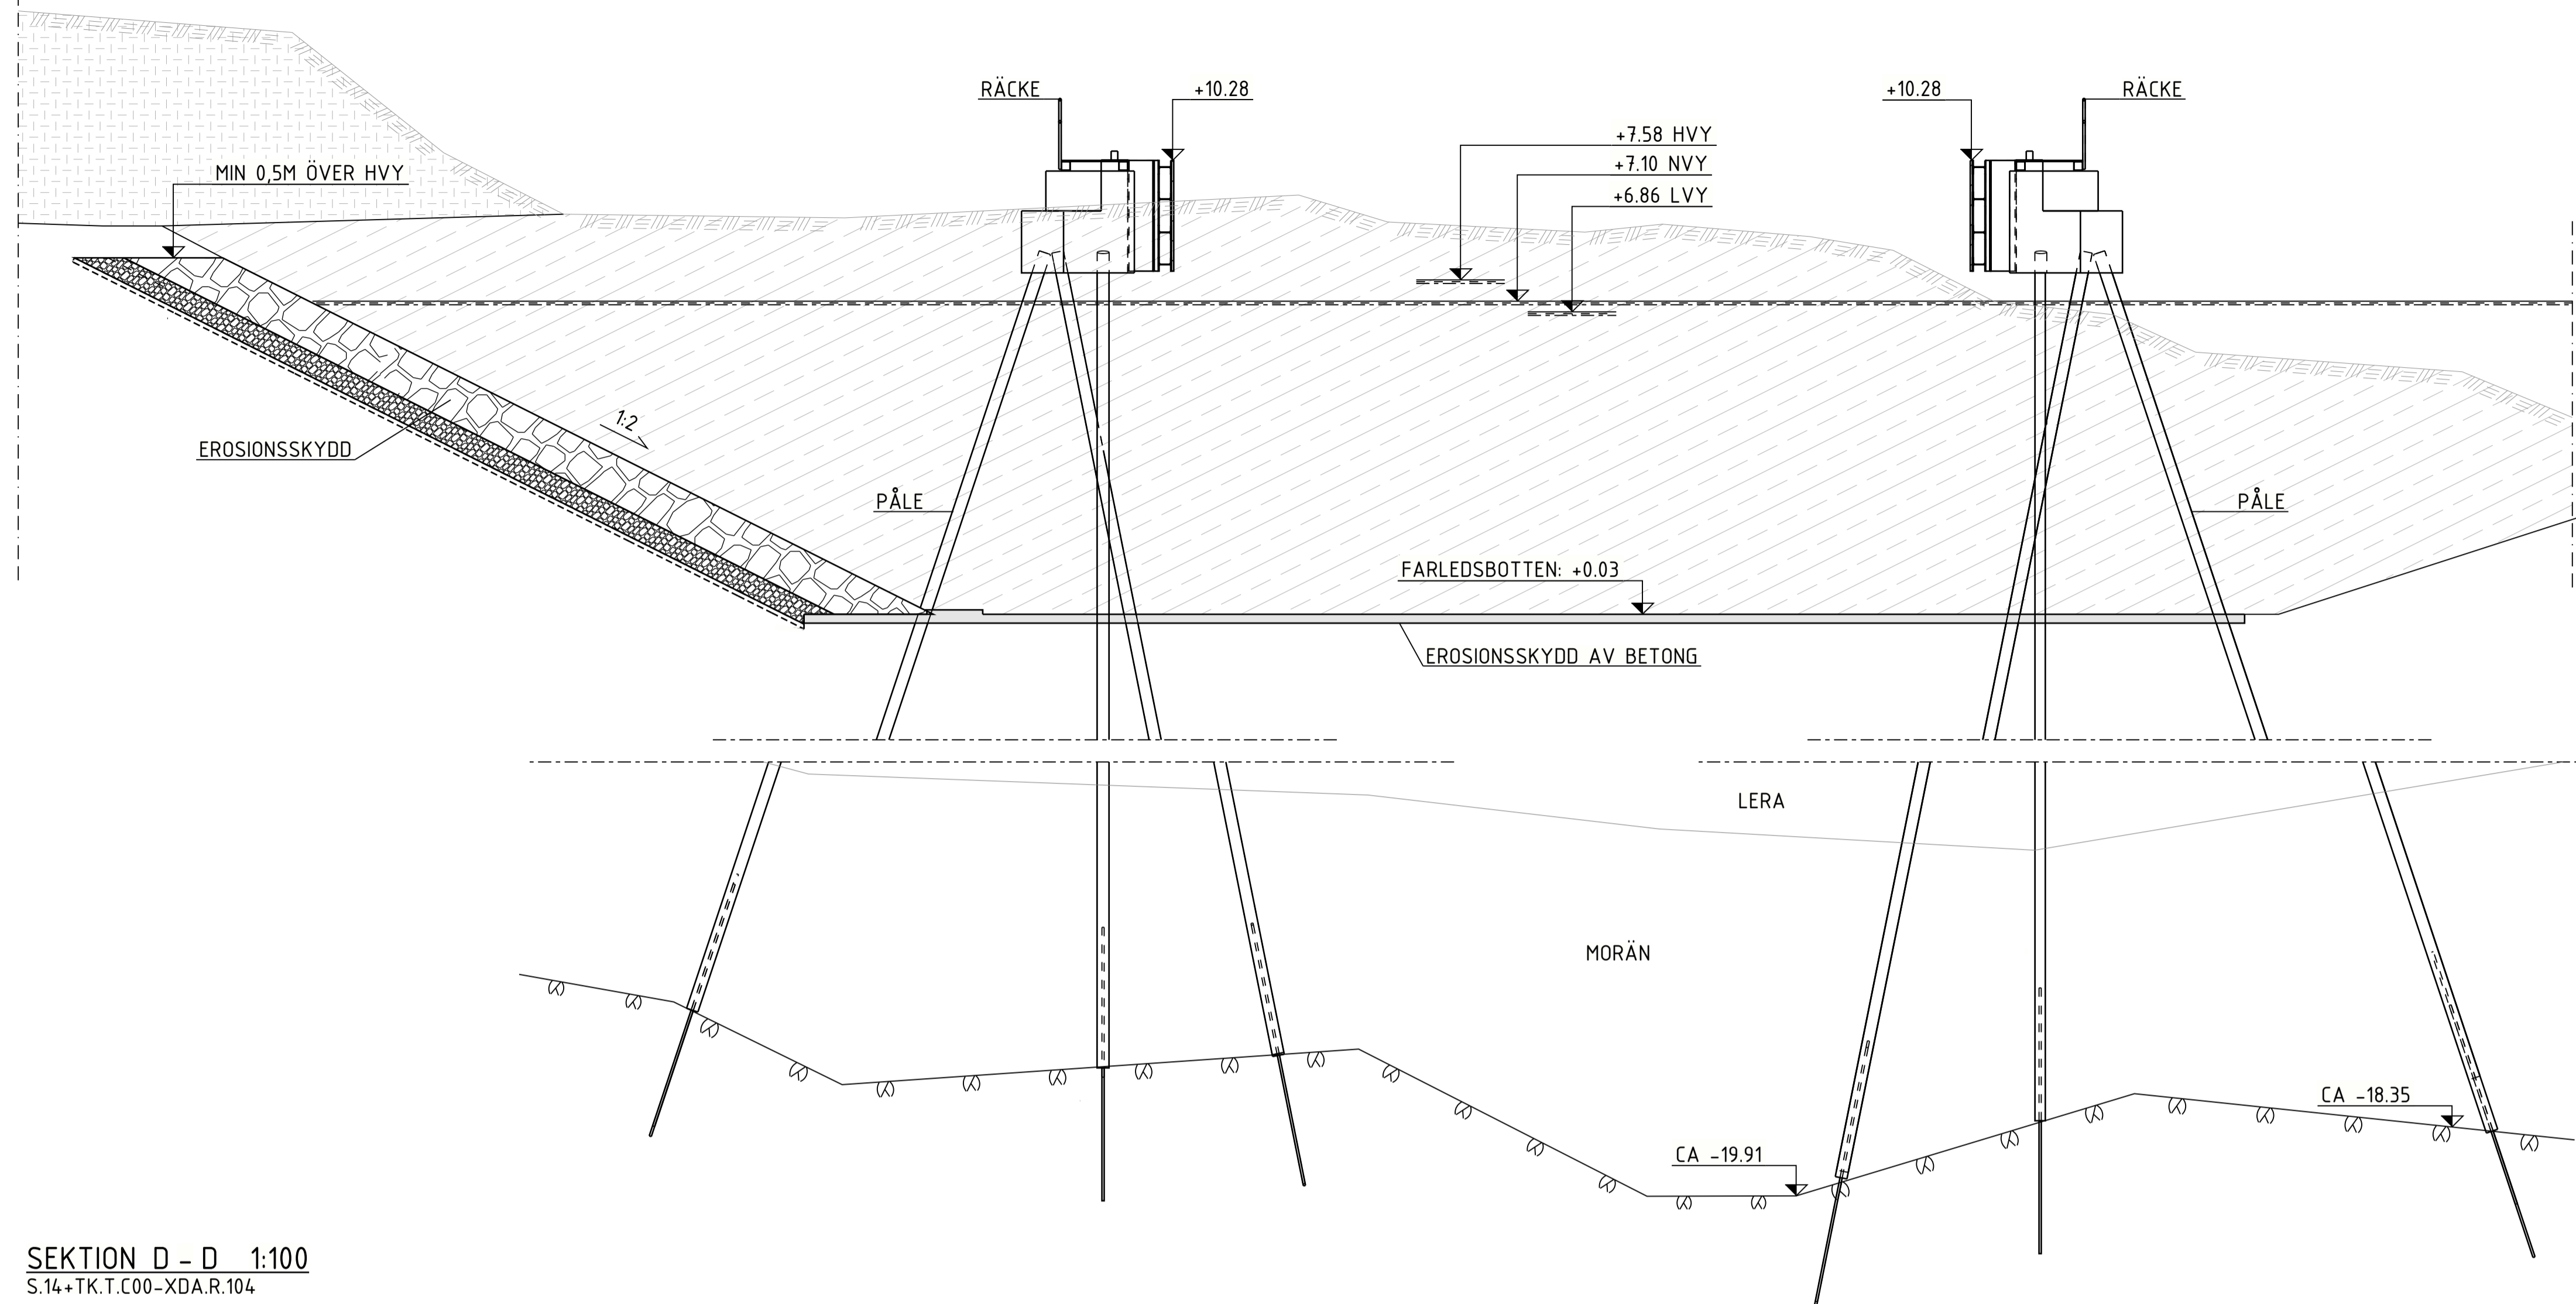 RÄCKE
+10.28
+10.28
RÄCKE
+7.58 HVY
+7.10 NVY
+6.86 LVY
MIN 0,5M ÖVER HVY
1:2
EROSIONSSKYDD
PÅLE
PÅLE
FARLEDSBOTTEN: +0.03
EROSIONSSKYDD AV BETONG
LERA
MORÄN
CA -18.35
CA -19.91
SEKTION D - D 1:100
S.14+TK.T.C00-XDA.R.104